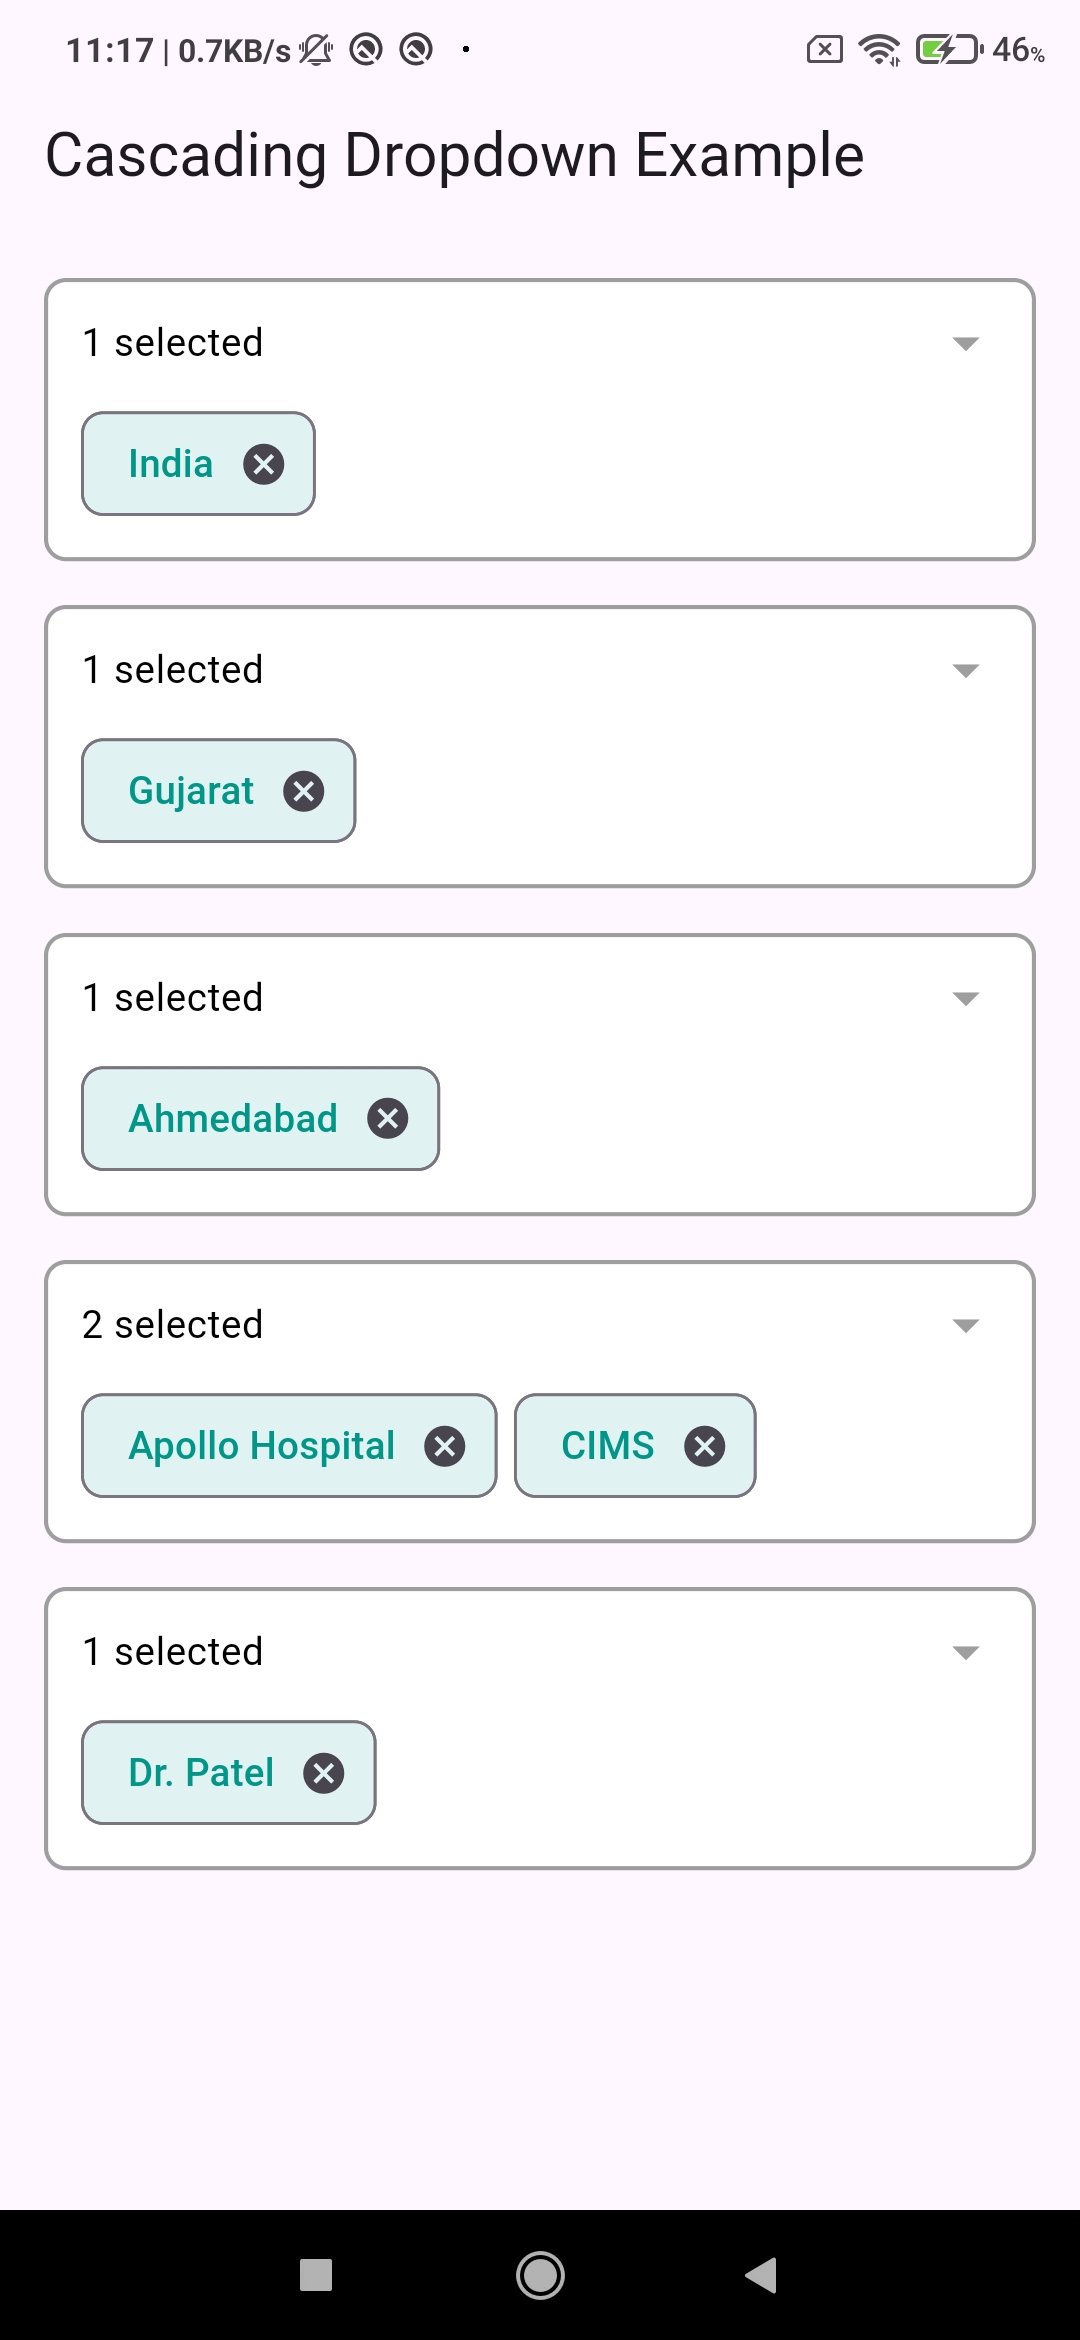 11:17 | 0.7KB/s 46%
Cascading Dropdown Example
1 selected
India
1 selected
Gujarat
1 selected
Ahmedabad
2 selected
Apollo Hospital CIMS
1 selected
Dr. Patel